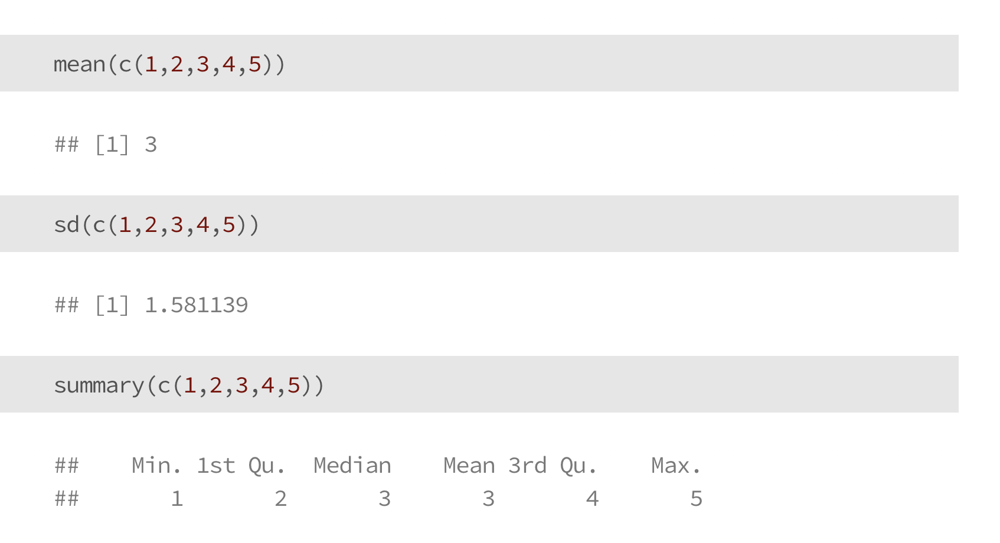 mean(c(1,2,3,4,5))
## [1] 3
sd(c(1,2,3,4,5))
## [1] 1.581139
summary(c(1,2,3,4,5))
##    Min. 1st Qu.  Median    Mean 3rd Qu.    Max.
##       1       2       3       3       4       5